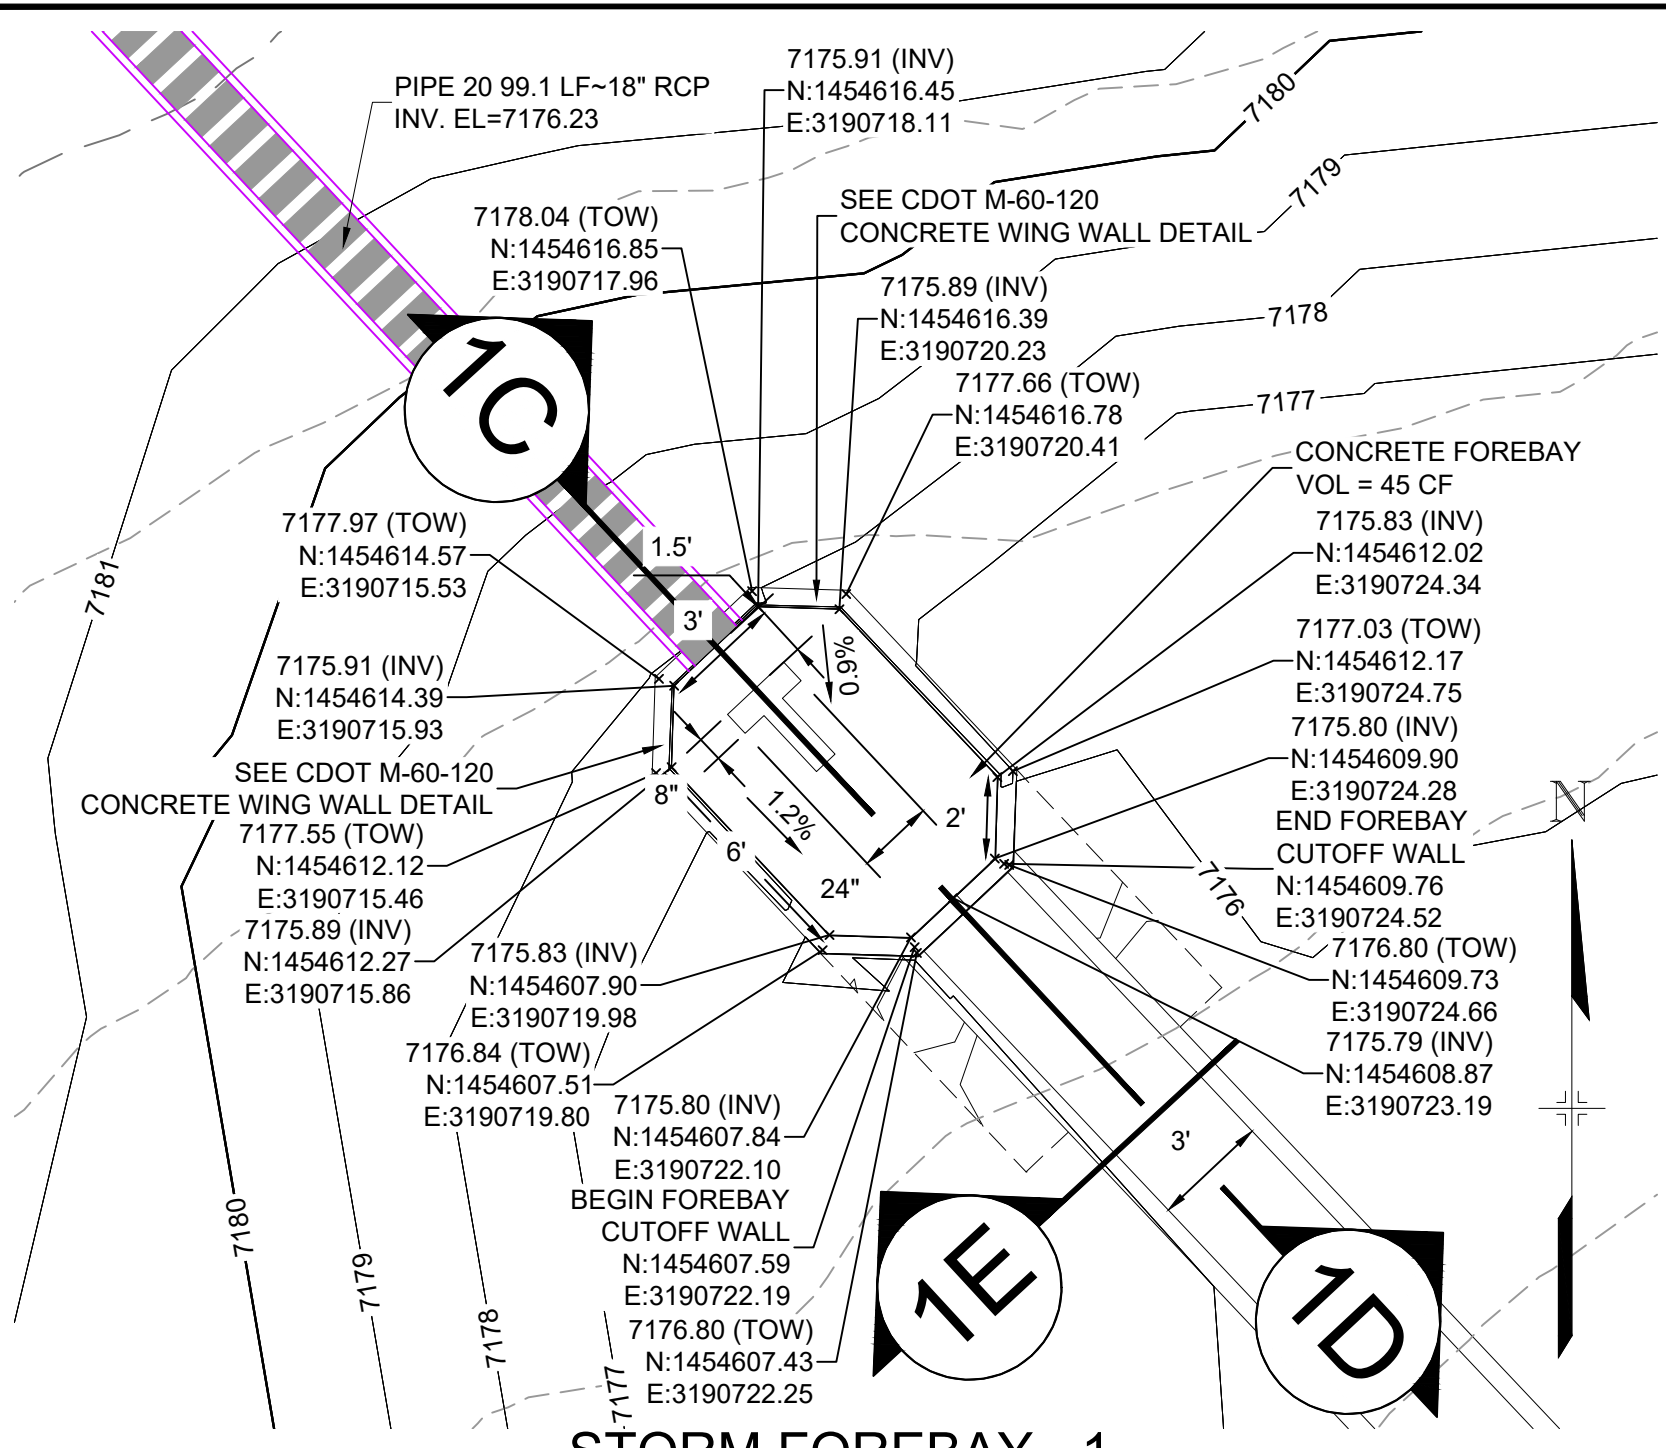 PIPE 20 99.1 LF~18" RCP
INV. EL=7176.23
7175.91 (INV)
N:1454616.45
E:3190718.11
7180
7179
7178.04 (TOW)
N:1454616.85
E:3190717.96
SEE CDOT M-60-120
CONCRETE WING WALL DETAIL
7175.89 (INV)
N:1454616.39
E:3190720.23
7178
7177.66 (TOW)
N:1454616.78
E:3190720.41
7177
1C
CONCRETE FOREBAY
VOL = 45 CF
7175.83 (INV)
N:1454612.02
E:3190724.34
7177.97 (TOW)
N:1454614.57
E:3190715.53
1.5'
7181
3'
7177.03 (TOW)
N:1454612.17
E:3190724.75
7175.91 (INV)
N:1454614.39
E:3190715.93
0.9%
7175.80 (INV)
N:1454609.90
E:3190724.28
SEE CDOT M-60-120
CONCRETE WING WALL DETAIL
8"
1.2%
2'
N
END FOREBAY
CUTOFF WALL
N:1454609.76
E:3190724.52
7177.55 (TOW)
N:1454612.12
E:3190715.46
6'
24"
7176
7175.89 (INV)
N:1454612.27
E:3190715.86
7175.83 (INV)
N:1454607.90
E:3190719.98
7176.80 (TOW)
N:1454609.73
E:3190724.66
7176.84 (TOW)
N:1454607.51
E:3190719.80
7175.79 (INV)
N:1454608.87
E:3190723.19
7175.80 (INV)
N:1454607.84
E:3190722.10
3'
BEGIN FOREBAY
CUTOFF WALL
N:1454607.59
E:3190722.19
7180
7179
7178
7177
1E
1D
7176.80 (TOW)
N:1454607.43
E:3190722.25
STORM FOREBAY - 1